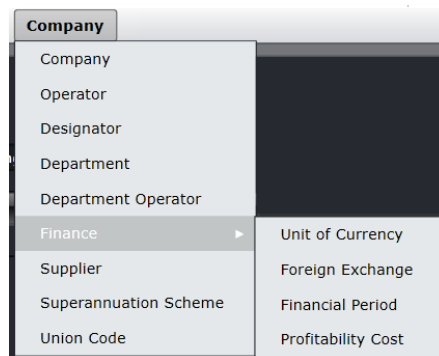 Company
Company
Operator
Designator
Department
Department Operator
Finance
Supplier
Superannuation Scheme
Union Code
Unit of Currency
Foreign Exchange
Financial Period
Profitability Cost